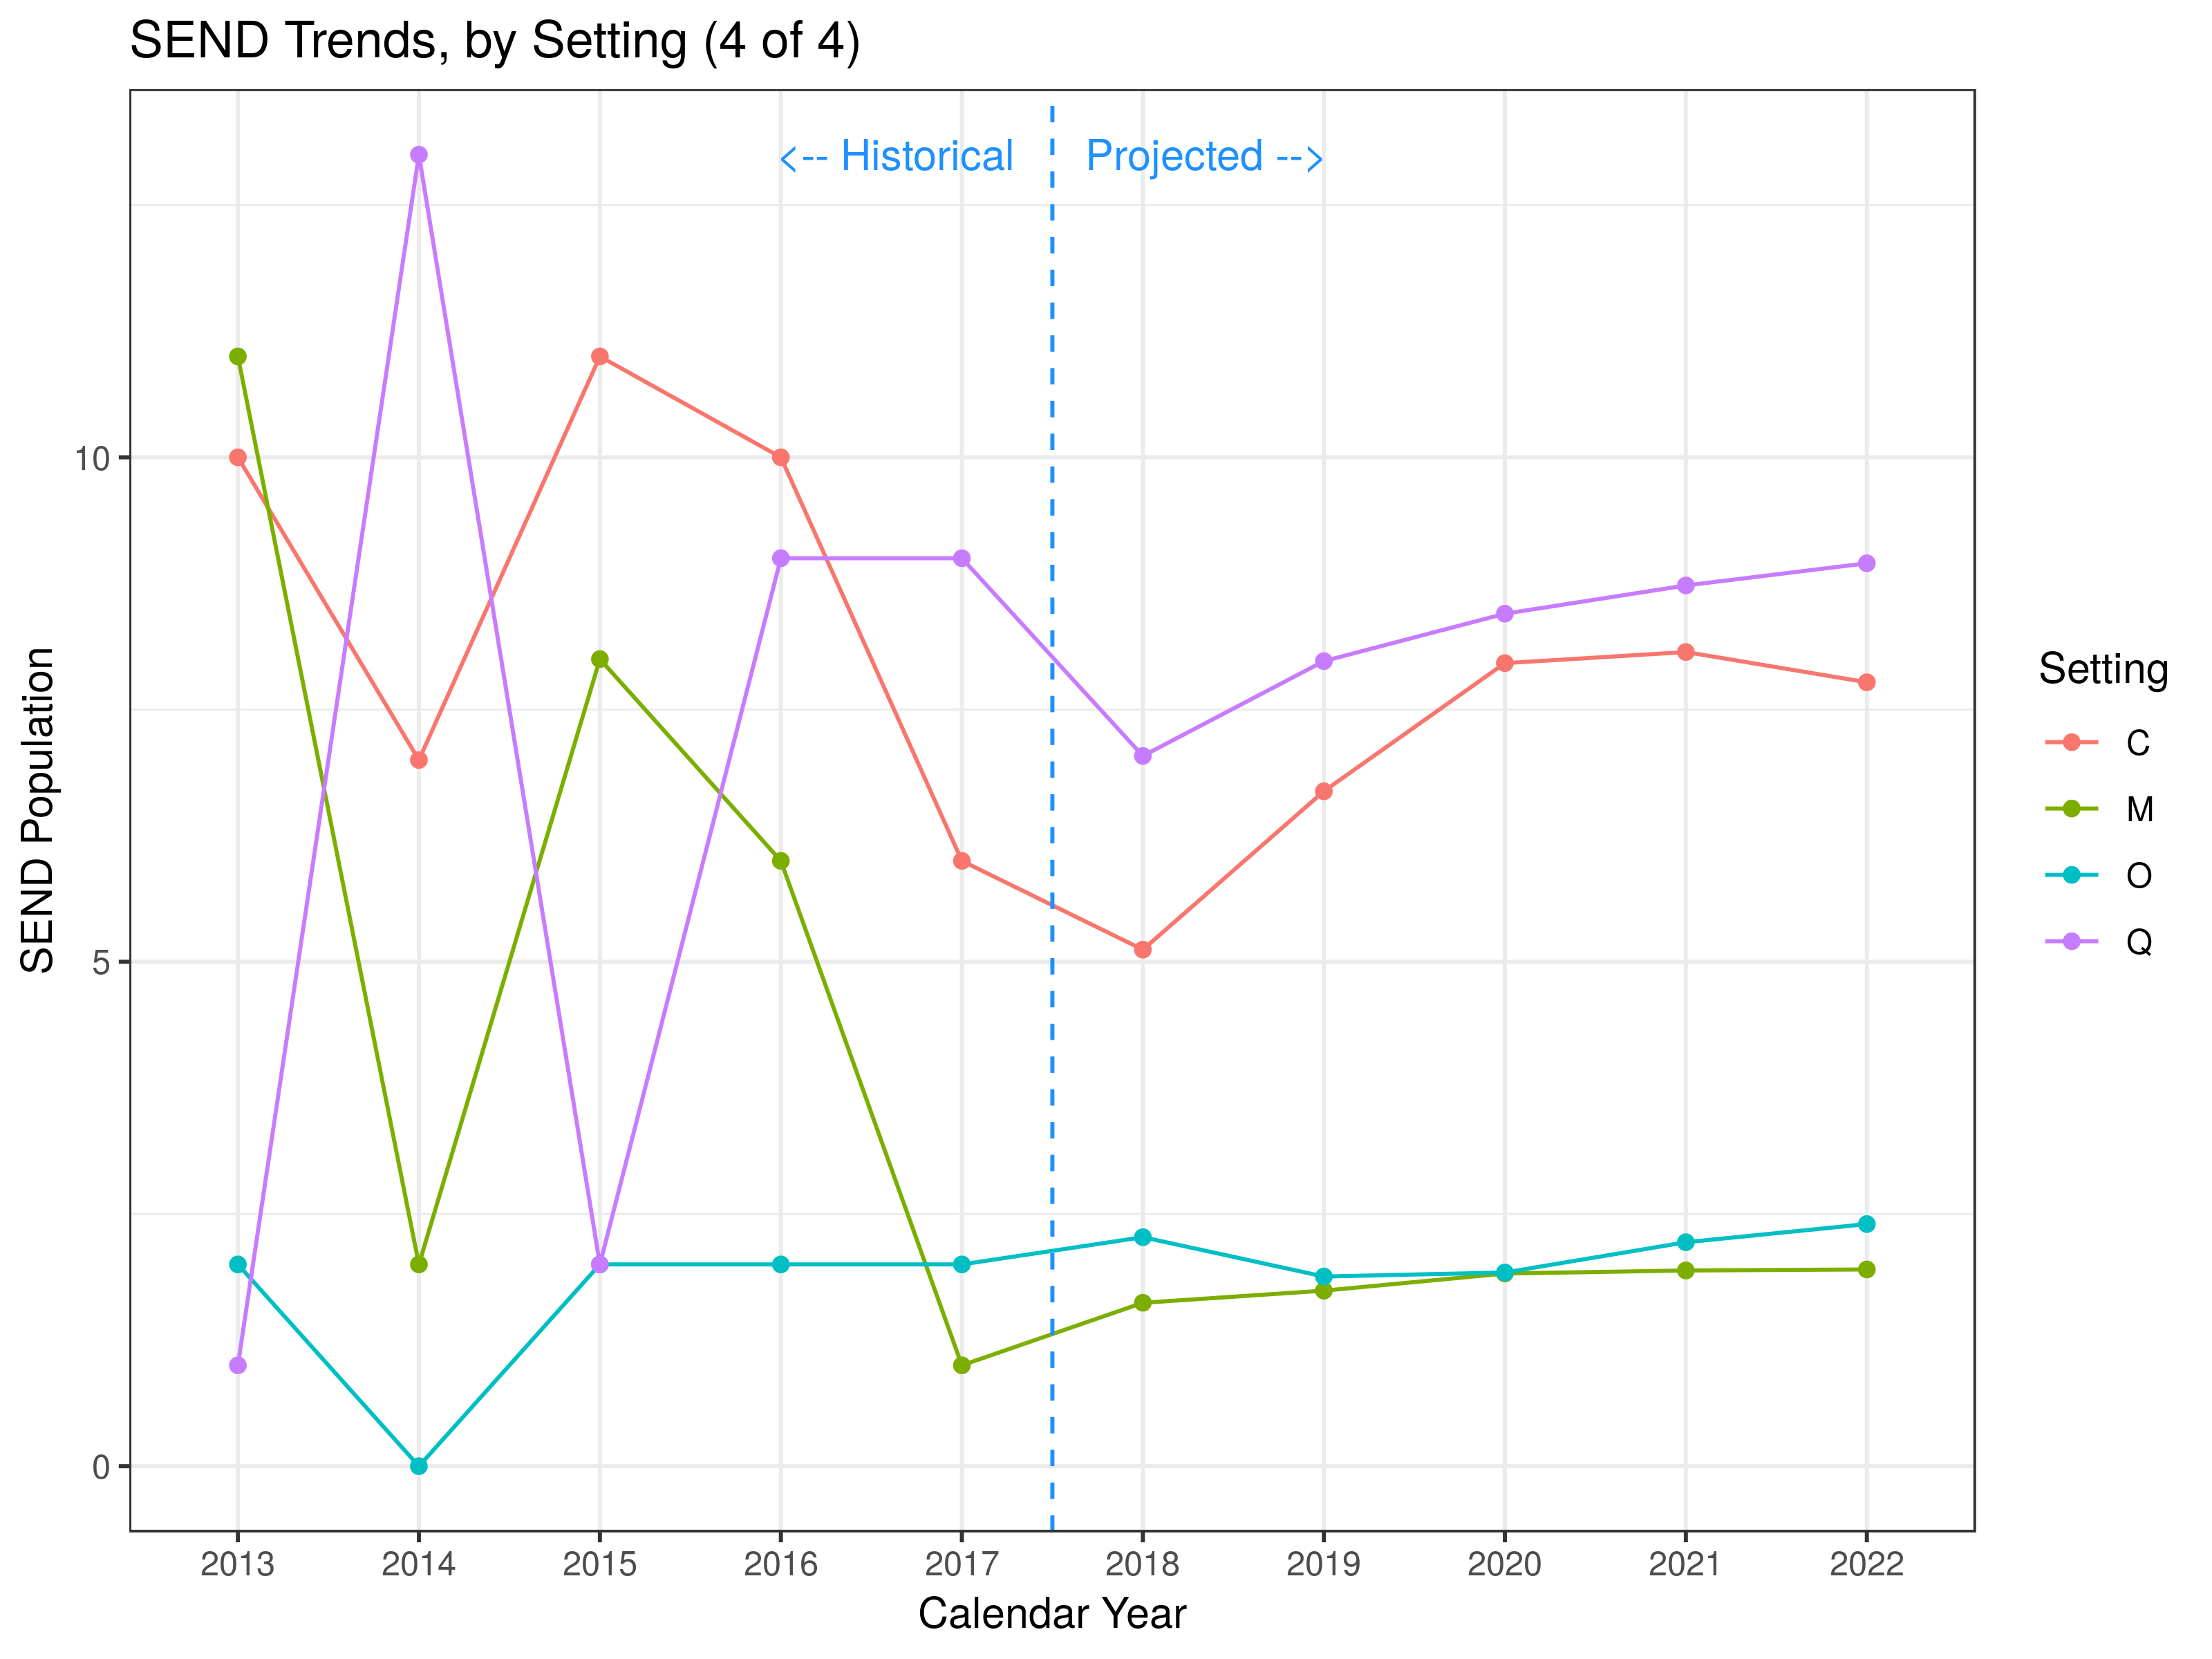 SEND Trends, by Setting (4 of 4)
<-- Historical
Projected -->
SEND Population
10
5
0
2013 2014 2015 2016 2017 2018 2019 2020 2021 2022
Calendar Year
Setting
C
M
O
Q